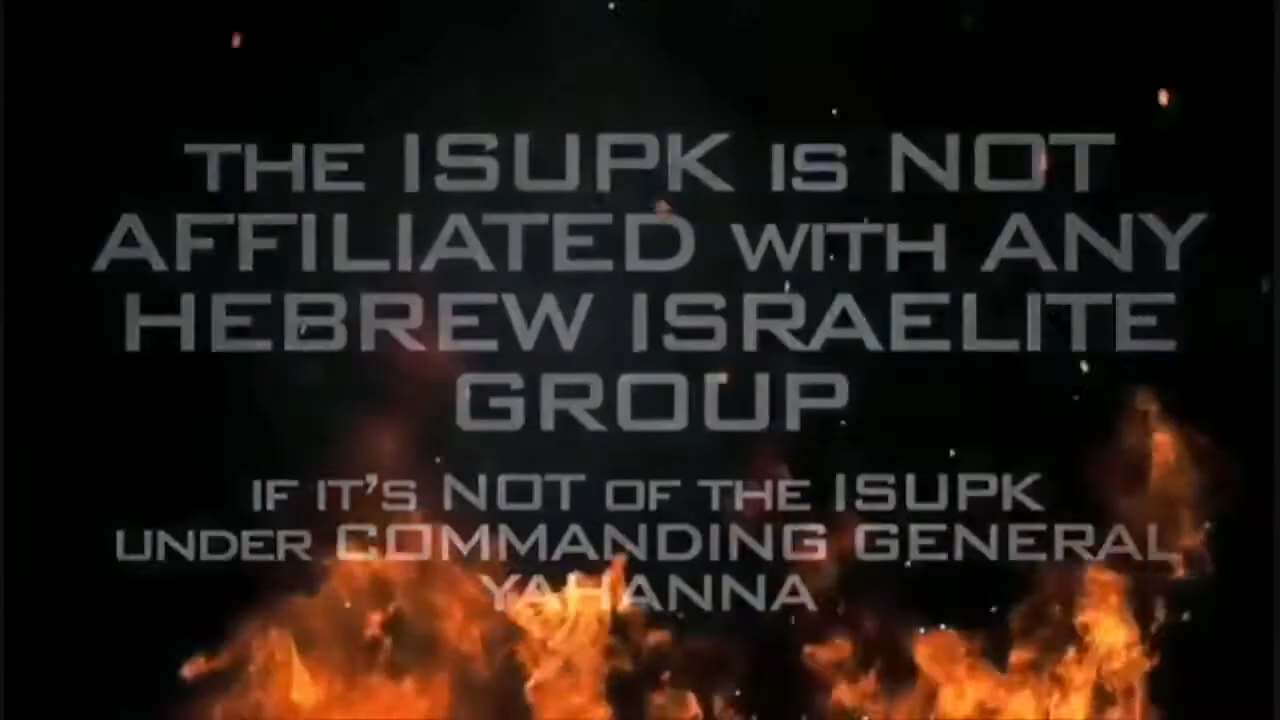 THE ISUPK IS NOT
AFFILIATED WITH ANY
HEBREW ISRAELITE
GROUP
IF IT'S NOT OF THE ISUPK
UNDER COMMANDING GENERAL
YAHANNA